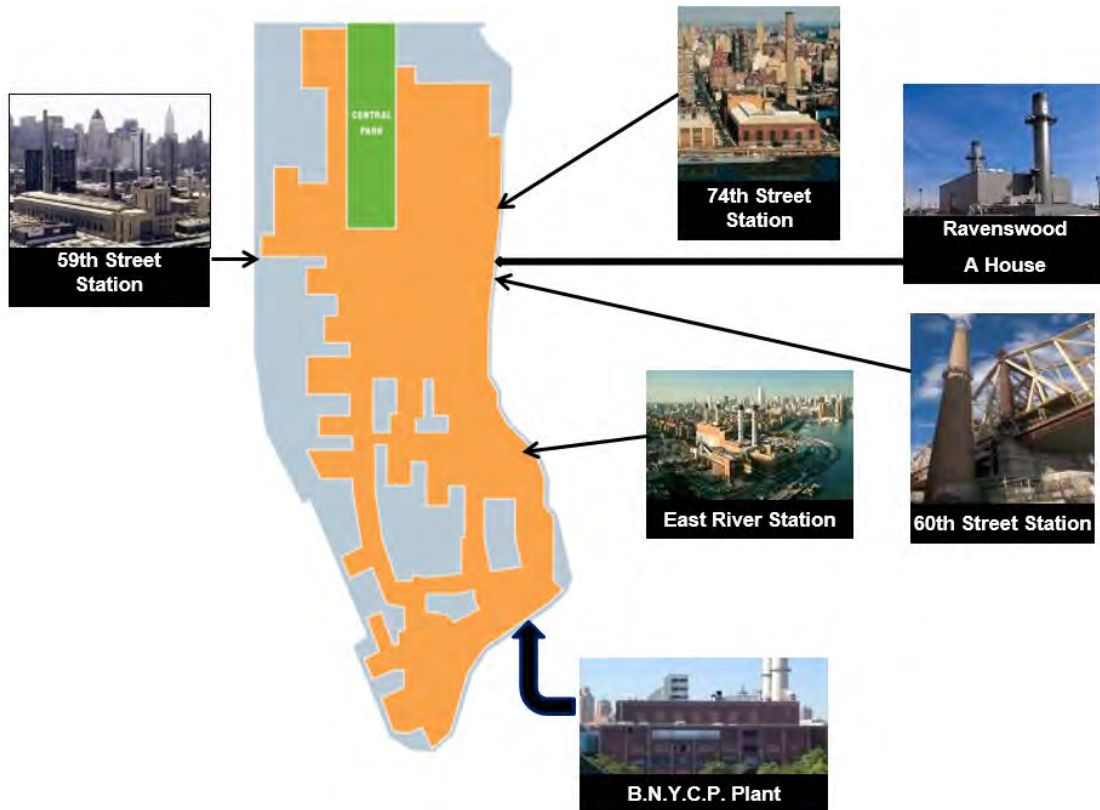 CENTRAL
PARK
59th Street
Station
74th Street
Station
Ravenswood
A House
East River Station
60th Street Station
B.N.Y.C.P. Plant